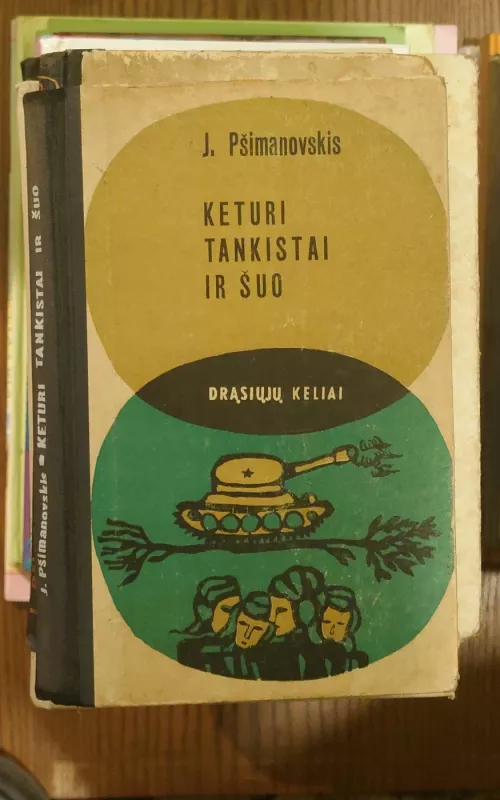 J. Pšimanovskis
KETURI
TANKISTAI
IR ŠUO
DRĄSIŲJŲ KELIAI
J. Pšimanovskis • KETURI TANKISTAI IR ŠUO